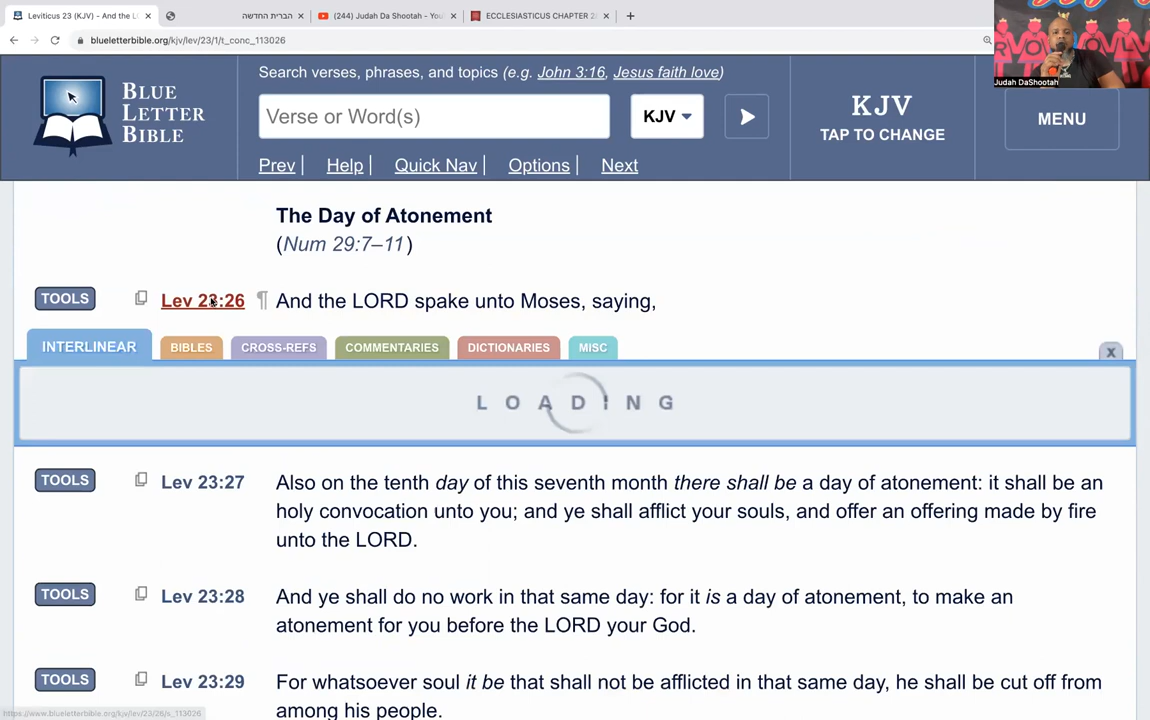 Leviticus 23 (KJV) - And the L
הברית החדשה
(244) Judah Da Shootah - You
ECCLESIASTICUS CHAPTER 2
blueletterbible.org/kjv/lev/23/1/t_conc_113026
Judah DaShootah
BLUE
LETTER
BIBLE
Search verses, phrases, and topics (e.g. John 3:16, Jesus faith love)
Verse or Word(s)
KJV
Prev | Help | Quick Nav | Options | Next
KJV
TAP TO CHANGE
MENU
The Day of Atonement
(Num 29:7–11)
TOOLS Lev 23:26 ¶ And the LORD spake unto Moses, saying,
INTERLINEAR BIBLES CROSS-REFS COMMENTARIES DICTIONARIES MISC X
LOADING
TOOLS Lev 23:27 Also on the tenth day of this seventh month there shall be a day of atonement: it shall be an
holy convocation unto you; and ye shall afflict your souls, and offer an offering made by fire
unto the LORD.
TOOLS Lev 23:28 And ye shall do no work in that same day: for it is a day of atonement, to make an
atonement for you before the LORD your God.
TOOLS Lev 23:29 For whatsoever soul it be that shall not be afflicted in that same day, he shall be cut off from
among his people.
https://www.blueletterbible.org/kjv/lev/23/26/s_113026